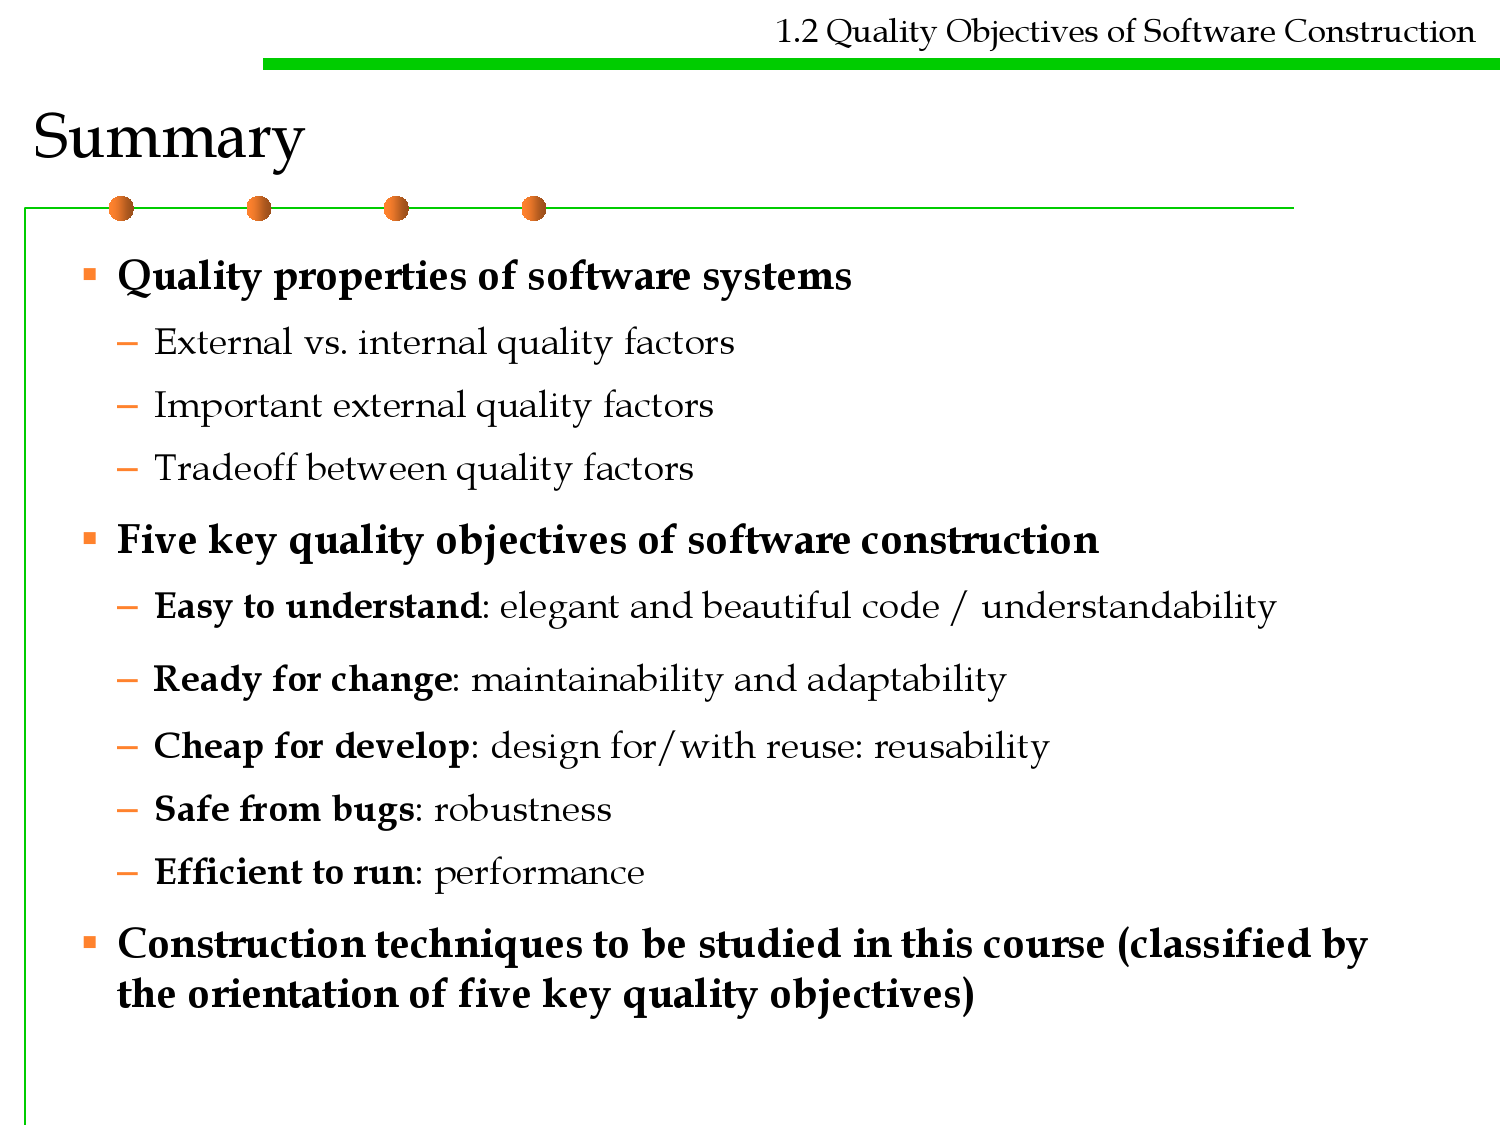 1.2 Quality Objectives of Software Construction
Summary
▪ Quality properties of software systems
– External vs. internal quality factors
– Important external quality factors
– Tradeoff between quality factors
▪ Five key quality objectives of software construction
– Easy to understand: elegant and beautiful code / understandability
– Ready for change: maintainability and adaptability
– Cheap for develop: design for/with reuse: reusability
– Safe from bugs: robustness
– Efficient to run: performance
▪ Construction techniques to be studied in this course (classified by
the orientation of five key quality objectives)